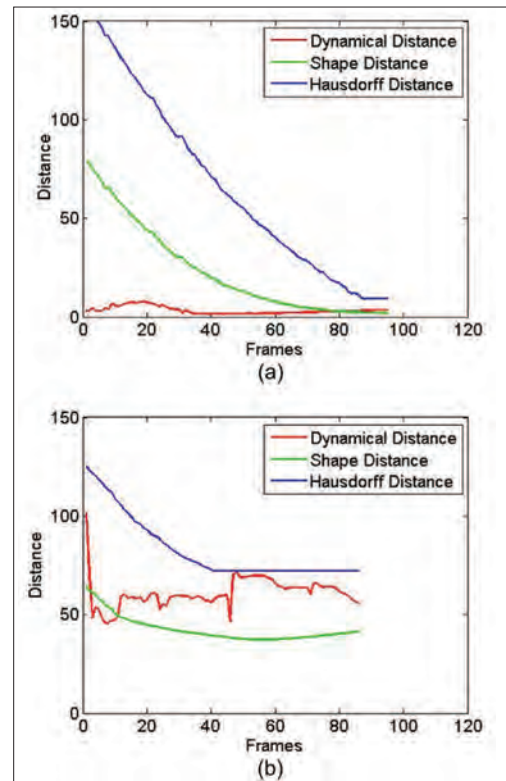 150
100
50
0
Distance
Dynamical Distance
Shape Distance
Hausdorff Distance
0 20 40 60 80 100 120
Frames
(a)
150
100
50
0
Distance
Dynamical Distance
Shape Distance
Hausdorff Distance
0 20 40 60 80 100 120
Frames
(b)